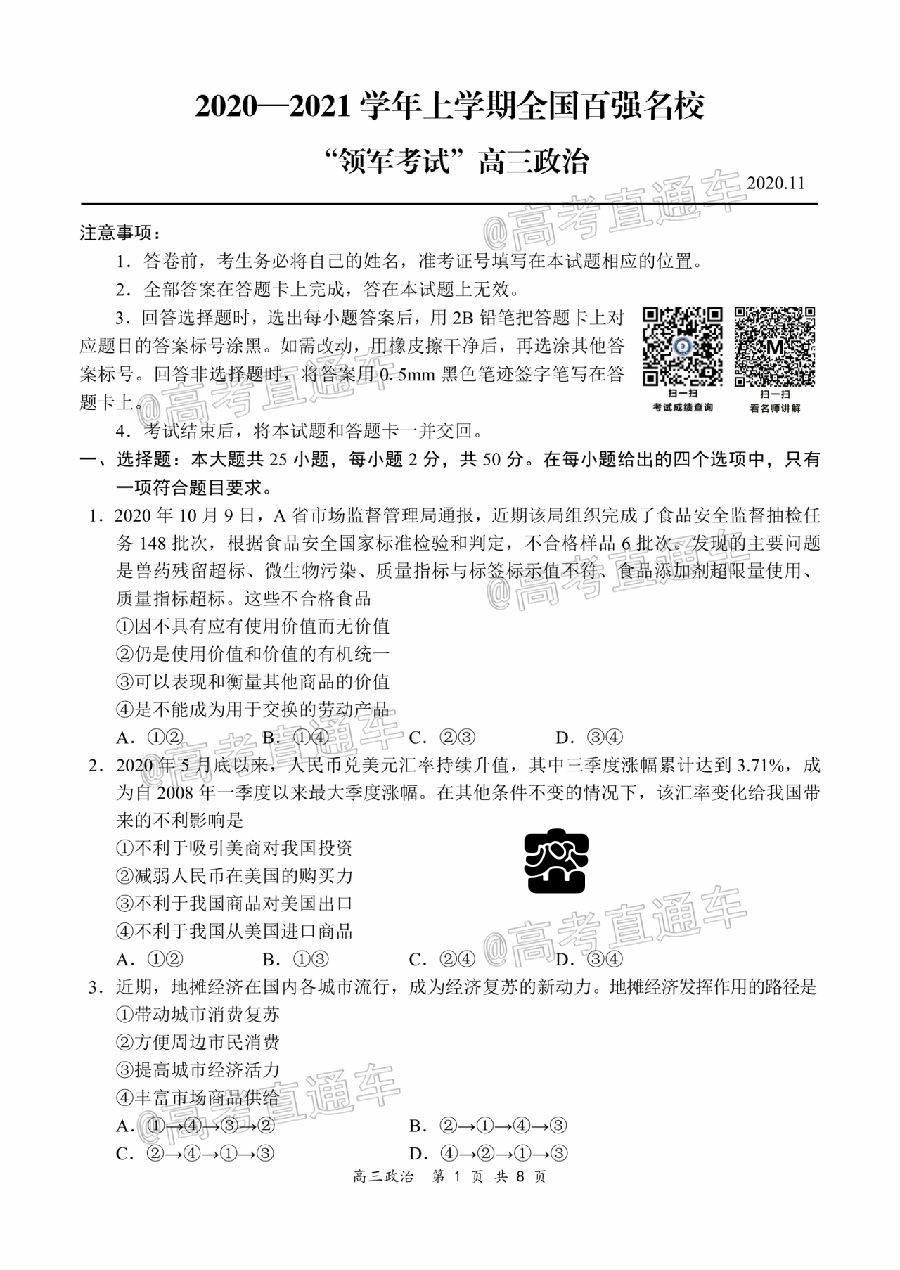 2020—2021 学年上学期全国百强名校
“领军考试”高三政治
2020.11
@高考直通车
注意事项：
1．答卷前，考生务必将自己的姓名，准考证号填写在本试题相应的位置。
2．全部答案在答题卡上完成，答在本试题上无效。
3．回答选择题时，选出每小题答案后，用 2B 铅笔把答题卡上对
应题目的答案标号涂黑。如需改动，用橡皮擦干净后，再选涂其他答
案标号。回答非选择题时，将答案用 0.5mm 黑色笔迹签字笔写在答
题卡上。
扫一扫
考试成绩查询
M
扫一扫
看名师讲解
@高考直通车
4．考试结束后，将本试题和答题卡一并交回。
一、选择题：本大题共 25 小题，每小题 2 分，共 50 分。在每小题给出的四个选项中，只有
一项符合题目要求。
1．2020 年 10 月 9 日，A 省市场监督管理局通报，近期该局组织完成了食品安全监督抽检任
务 148 批次，根据食品安全国家标准检验和判定，不合格样品 6 批次。发现的主要问题
是兽药残留超标、微生物污染、质量指标与标签标示值不符、食品添加剂超限量使用、
质量指标超标。这些不合格食品
@高考直通车
①因不具有应有使用价值而无价值
②仍是使用价值和价值的有机统一
③可以表现和衡量其他商品的价值
④是不能成为用于交换的劳动产品
A．①② B．①④ C．②③ D．③④
@高考直通车
2．2020 年 5 月底以来，人民币兑美元汇率持续升值，其中三季度涨幅累计达到 3.71%，成
为自 2008 年一季度以来最大季度涨幅。在其他条件不变的情况下，该汇率变化给我国带
来的不利影响是
①不利于吸引美商对我国投资
②减弱人民币在美国的购买力
③不利于我国商品对美国出口
④不利于我国从美国进口商品
@高考直通车
A．①② B．①③ C．②④ D．③④
3．近期，地摊经济在国内各城市流行，成为经济复苏的新动力。地摊经济发挥作用的路径是
①带动城市消费复苏
②方便周边市民消费
③提高城市经济活力
④丰富市场商品供给
@高考直通车
A．①→④→③→② B．②→①→④→③
C．②→④→①→③ D．④→②→①→③
高三政治 第 1 页 共 8 页